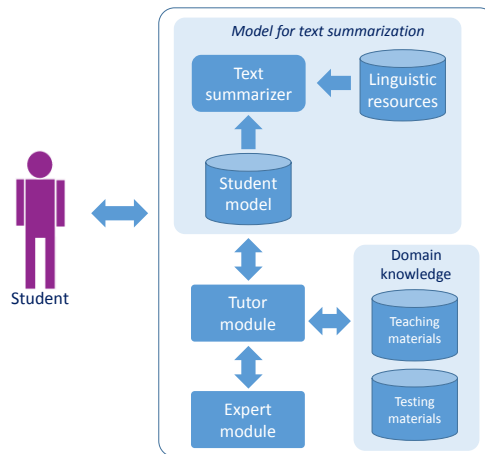 Model for text summarization
Text
summarizer
Linguistic
resources
Student
model
Student
Domain
knowledge
Tutor
module
Teaching
materials
Expert
module
Testing
materials